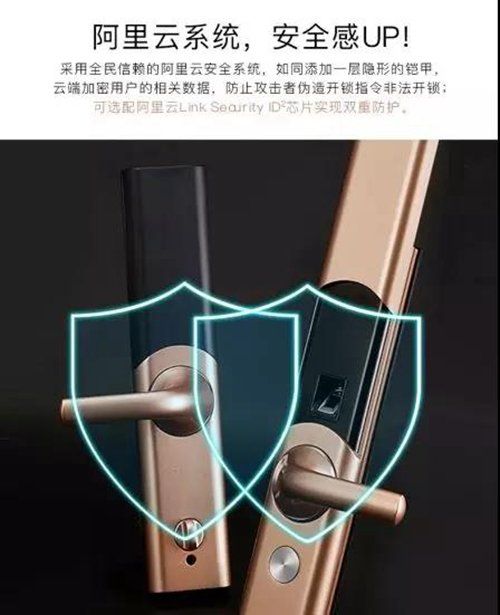 阿里云系统，安全感UP!
采用全民信赖的阿里云安全系统，如同添加一层隐形的铠甲，
云端加密用户的相关数据，防止攻击者伪造开锁指令非法开锁；
可选配阿里云Link Security ID²芯片实现双重防护。